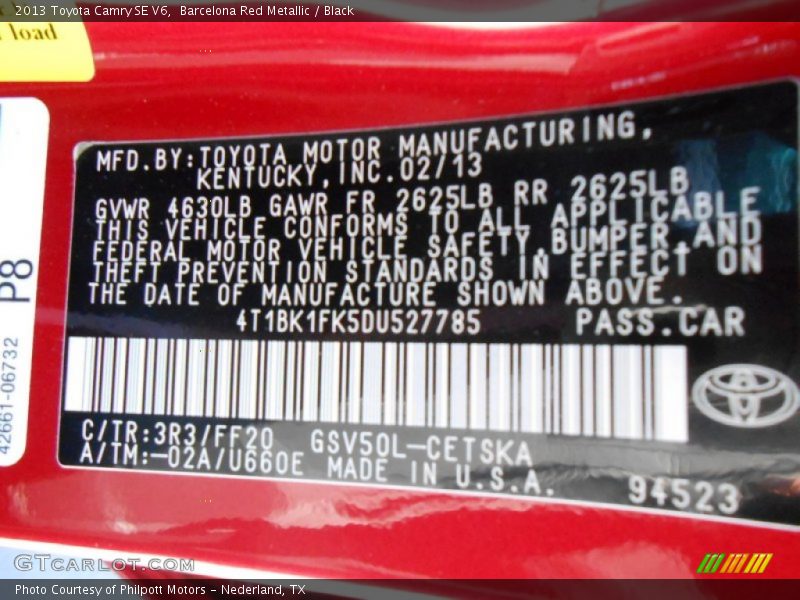 2013 Toyota Camry SE V6,  Barcelona Red Metallic / Black
load
P8
42661-06732
MFD.BY:TOYOTA MOTOR MANUFACTURING,
KENTUCKY,INC.02/13
GVWR 4630LB GAWR FR 2625LB RR 2625LB
THIS VEHICLE CONFORMS TO ALL APPLICABLE
FEDERAL MOTOR VEHICLE SAFETY,BUMPER,AND
THEFT PREVENTION STANDARDS IN EFFECT ON
THE DATE OF MANUFACTURE SHOWN ABOVE.
4T1BK1FK5DU527785 PASS.CAR
C/TR:3R3/FF20 GSV50L-CETSKA
A/TM:-02A/U660E MADE IN U.S.A.
94523
GTCarLot.com
Photo Courtesy of Philpott Motors - Nederland, TX